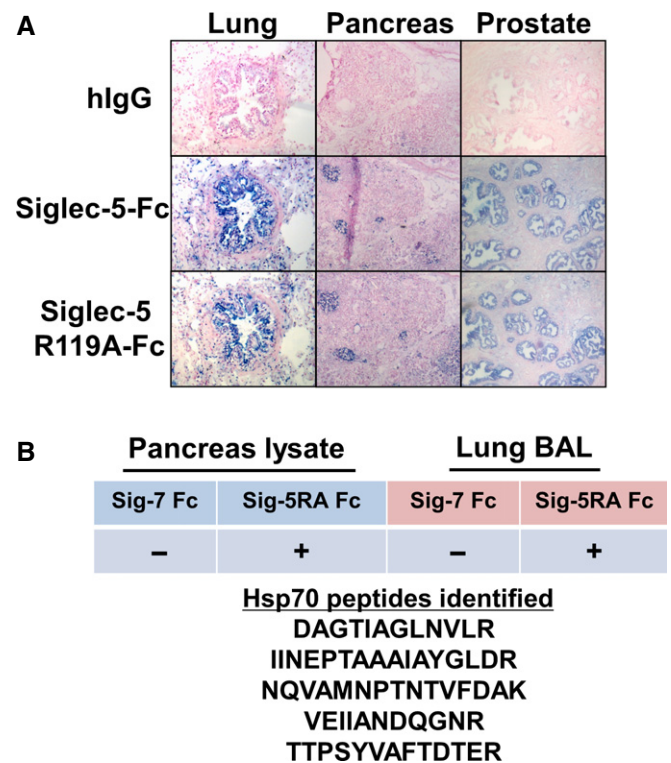 A
Lung Pancreas Prostate
hIgG
Siglec-5-Fc
Siglec-5
R119A-Fc
B
Pancreas lysate Lung BAL
Sig-7 Fc Sig-5RA Fc Sig-7 Fc Sig-5RA Fc
– + – +
Hsp70 peptides identified
DAGTIAGLNVLR
IINEPTAAAIAYGLDR
NQVAMNPTNTVFDAK
VEIIANDQGNR
TTPSYVAFTDTER